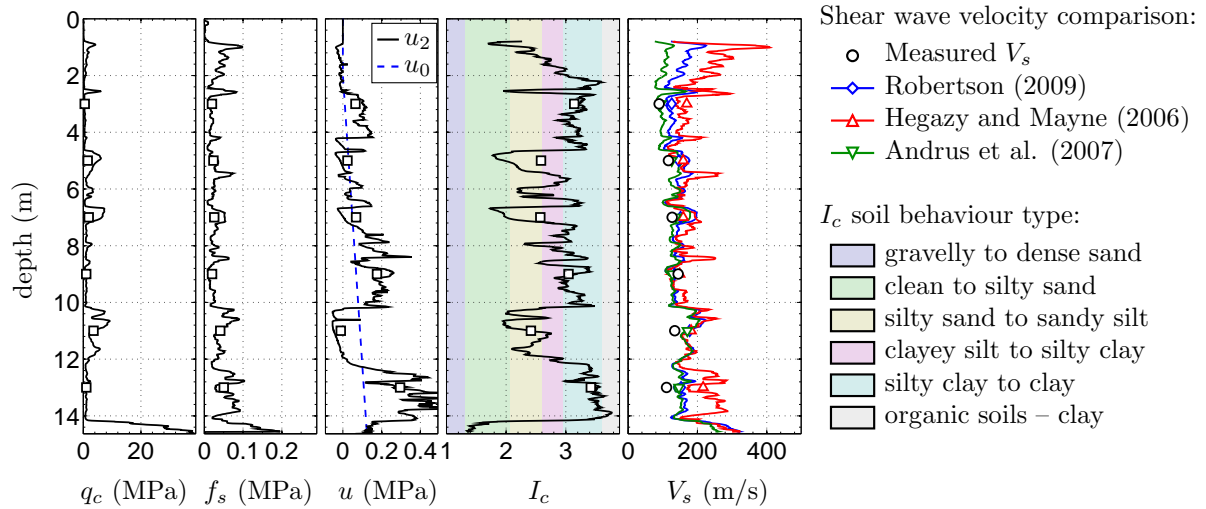 Shear wave velocity comparison:
Measured V_s
Robertson (2009)
Hegazy and Mayne (2006)
Andrus et al. (2007)
I_c soil behaviour type:
gravelly to dense sand
clean to silty sand
silty sand to sandy silt
clayey silt to silty clay
silty clay to clay
organic soils – clay
u_2
u_0
depth (m)
0
2
4
6
8
10
12
14
0 20
0 0.1 0.2
0 0.2 0.4
1 2 3
0 200 400
q_c (MPa)
f_s (MPa)
u (MPa)
I_c
V_s (m/s)